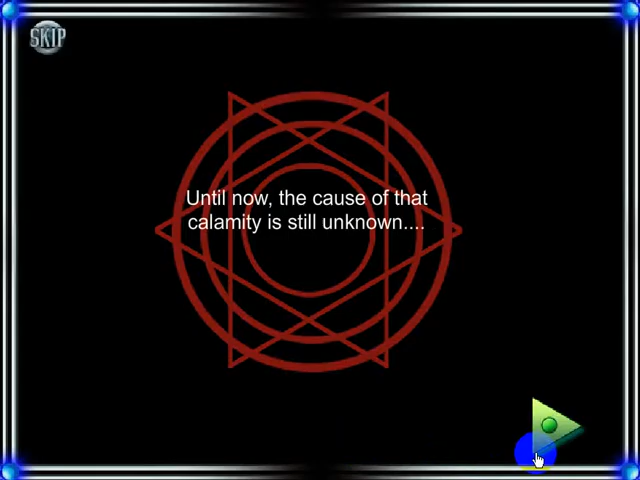 SKIP
Until now, the cause of that
calamity is still unknown....